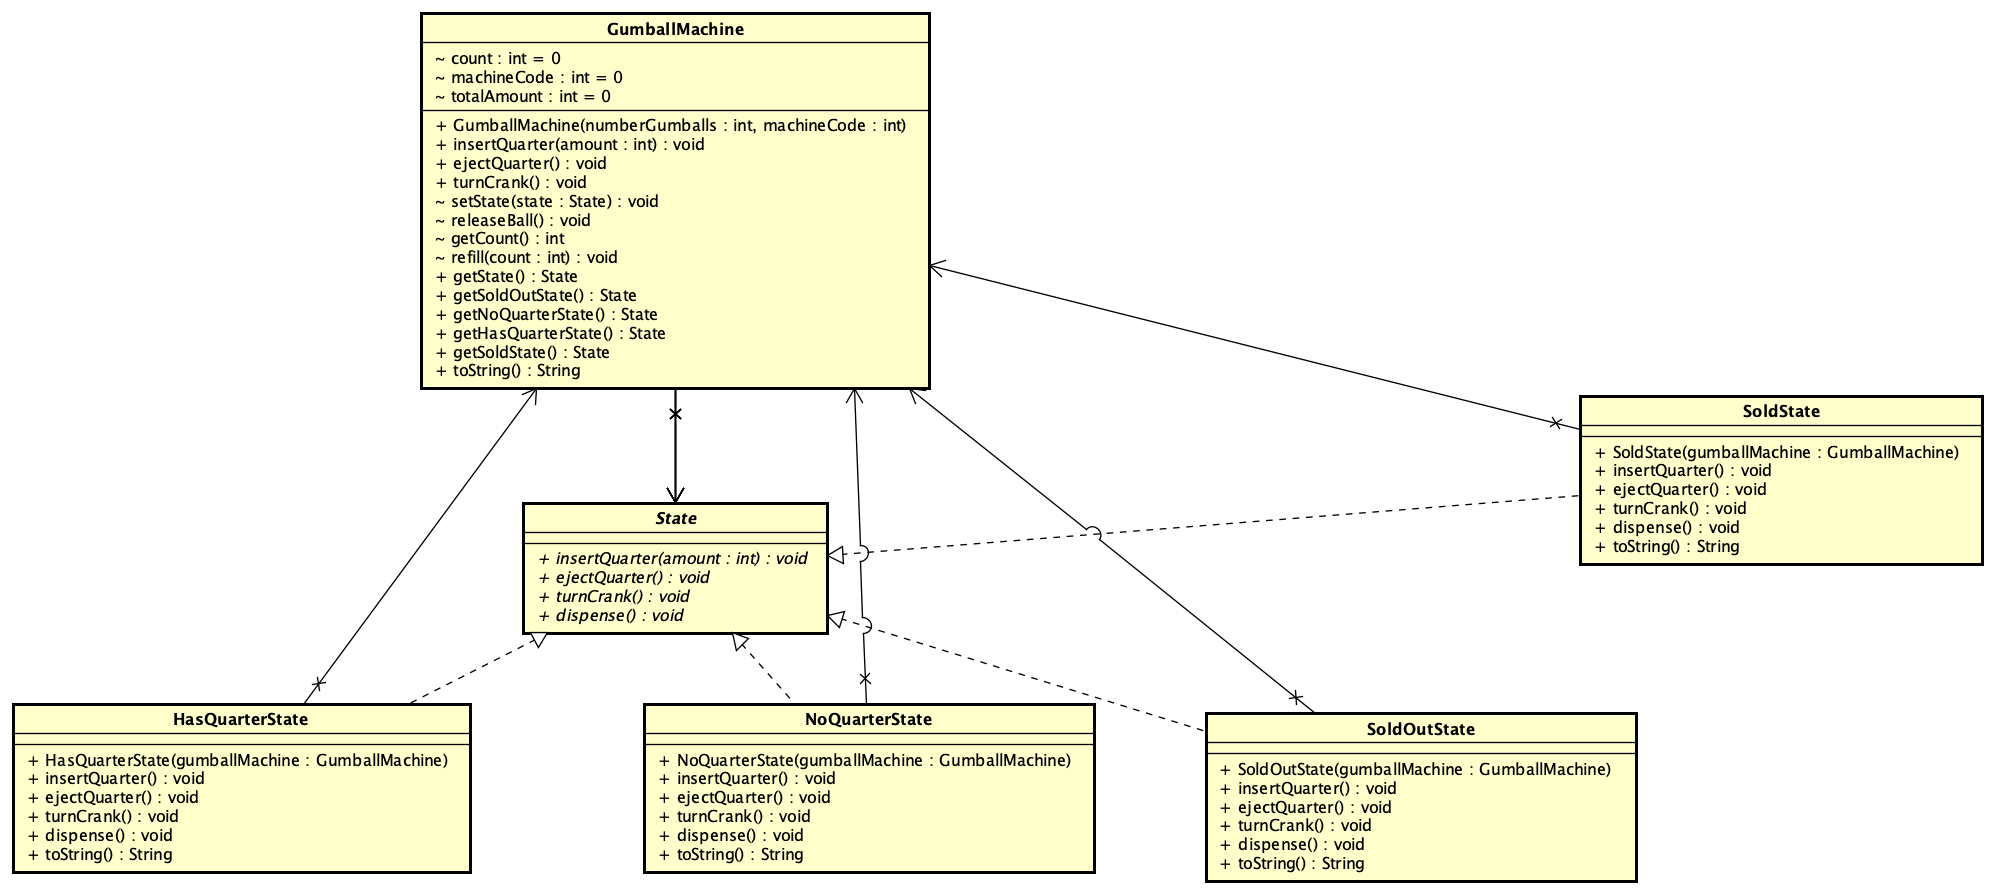 GumballMachine
~ count : int = 0
~ machineCode : int = 0
~ totalAmount : int = 0
+ GumballMachine(numberGumballs : int, machineCode : int)
+ insertQuarter(amount : int) : void
+ ejectQuarter() : void
+ turnCrank() : void
~ setState(state : State) : void
~ releaseBall() : void
~ getCount() : int
~ refill(count : int) : void
+ getState() : State
+ getSoldOutState() : State
+ getNoQuarterState() : State
+ getHasQuarterState() : State
+ getSoldState() : State
+ toString() : String
SoldState
+ SoldState(gumballMachine : GumballMachine)
+ insertQuarter() : void
+ ejectQuarter() : void
+ turnCrank() : void
+ dispense() : void
+ toString() : String
State
+ insertQuarter(amount : int) : void
+ ejectQuarter() : void
+ turnCrank() : void
+ dispense() : void
HasQuarterState
+ HasQuarterState(gumballMachine : GumballMachine)
+ insertQuarter() : void
+ ejectQuarter() : void
+ turnCrank() : void
+ dispense() : void
+ toString() : String
NoQuarterState
+ NoQuarterState(gumballMachine : GumballMachine)
+ insertQuarter() : void
+ ejectQuarter() : void
+ turnCrank() : void
+ dispense() : void
+ toString() : String
SoldOutState
+ SoldOutState(gumballMachine : GumballMachine)
+ insertQuarter() : void
+ ejectQuarter() : void
+ turnCrank() : void
+ dispense() : void
+ toString() : String